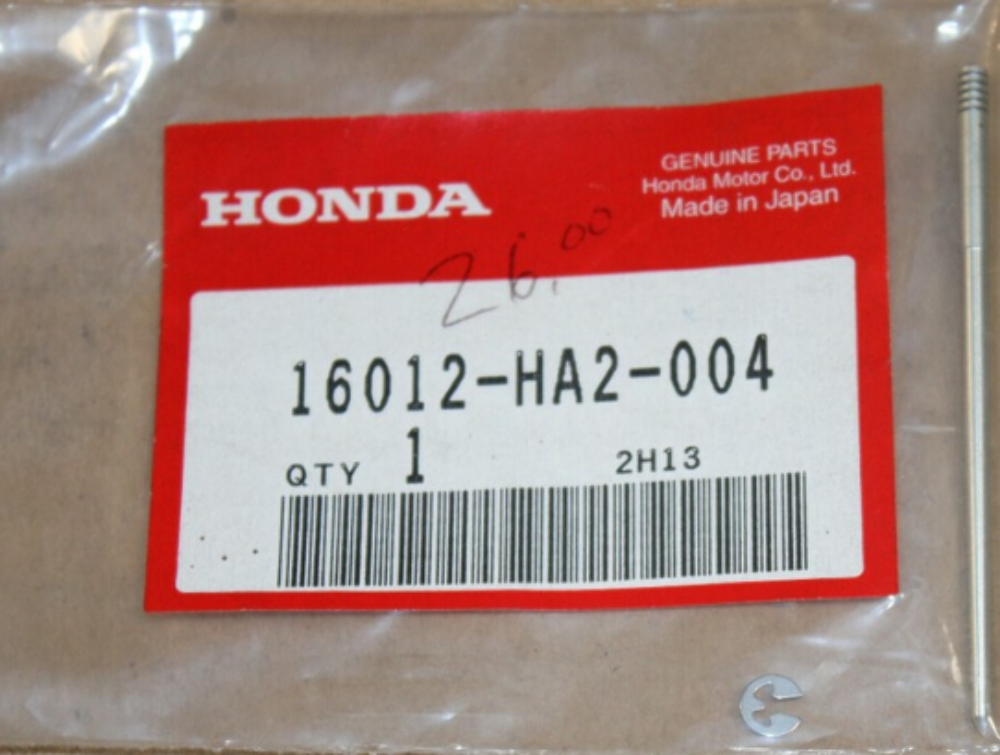 GENUINE PARTS
Honda Motor Co., Ltd.
Made in Japan
HONDA
26.00
16012-HA2-004
QTY 1 2H13